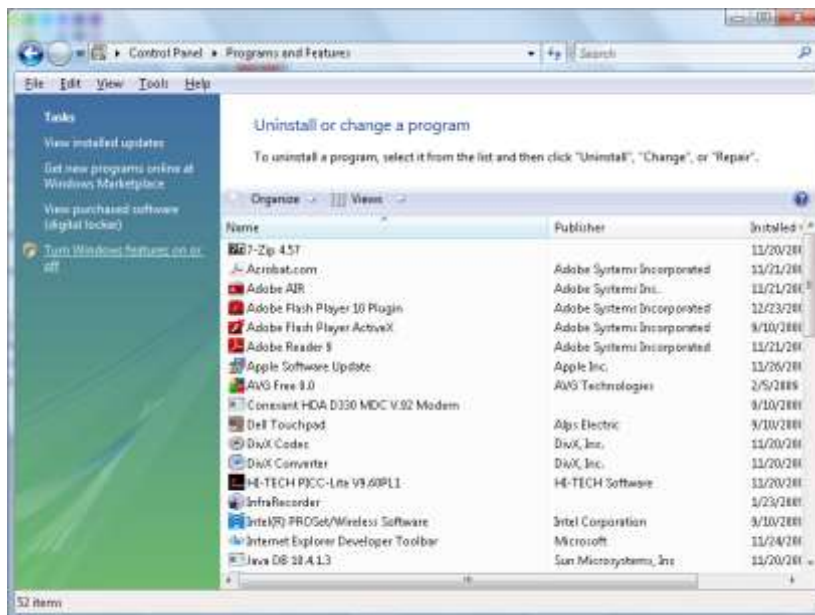 Control Panel ▸ Programs and Features
Search
File Edit View Tools Help
Tasks
View installed updates
Get new programs online at
Windows Marketplace
View purchased software
(digital locker)
Turn Windows features on or
off
Uninstall or change a program
To uninstall a program, select it from the list and then click "Uninstall", "Change", or "Repair".
Organize Views
Name Publisher Installed
7-Zip 4.57 11/20/200
Acrobat.com Adobe Systems Incorporated 11/21/200
Adobe AIR Adobe Systems Inc. 11/21/200
Adobe Flash Player 10 Plugin Adobe Systems Incorporated 12/23/200
Adobe Flash Player ActiveX Adobe Systems Incorporated 9/10/200
Adobe Reader 9 Adobe Systems Incorporated 11/21/200
Apple Software Update Apple Inc. 11/26/200
AVG Free 8.0 AVG Technologies 2/5/2009
Conexant HDA D330 MDC V.92 Modem 9/10/200
Dell Touchpad Alps Electric 9/10/200
DivX Codec DivX, Inc. 11/20/200
DivX Converter DivX, Inc. 11/20/200
HI-TECH PICC-Lite V9.60PL1 HI-TECH Software 11/20/200
InfraRecorder 1/23/200
Intel(R) PROSet/Wireless Software Intel Corporation 9/10/200
Internet Explorer Developer Toolbar Microsoft 11/24/200
Java DB 10.4.1.3 Sun Microsystems, Inc 11/20/200
52 items